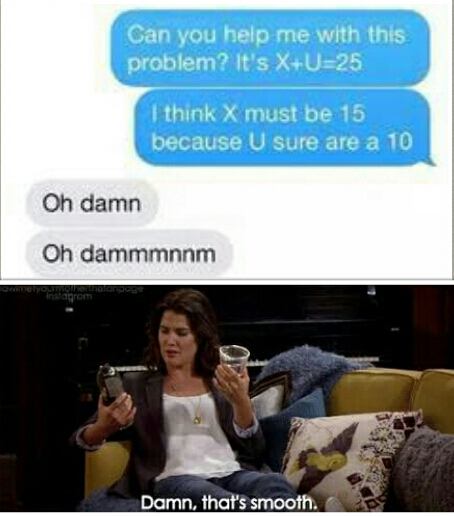 Can you help me with this
problem? It's X+U=25
I think X must be 15
because U sure are a 10
Oh damn
Oh dammmnnm
Damn, that's smooth.